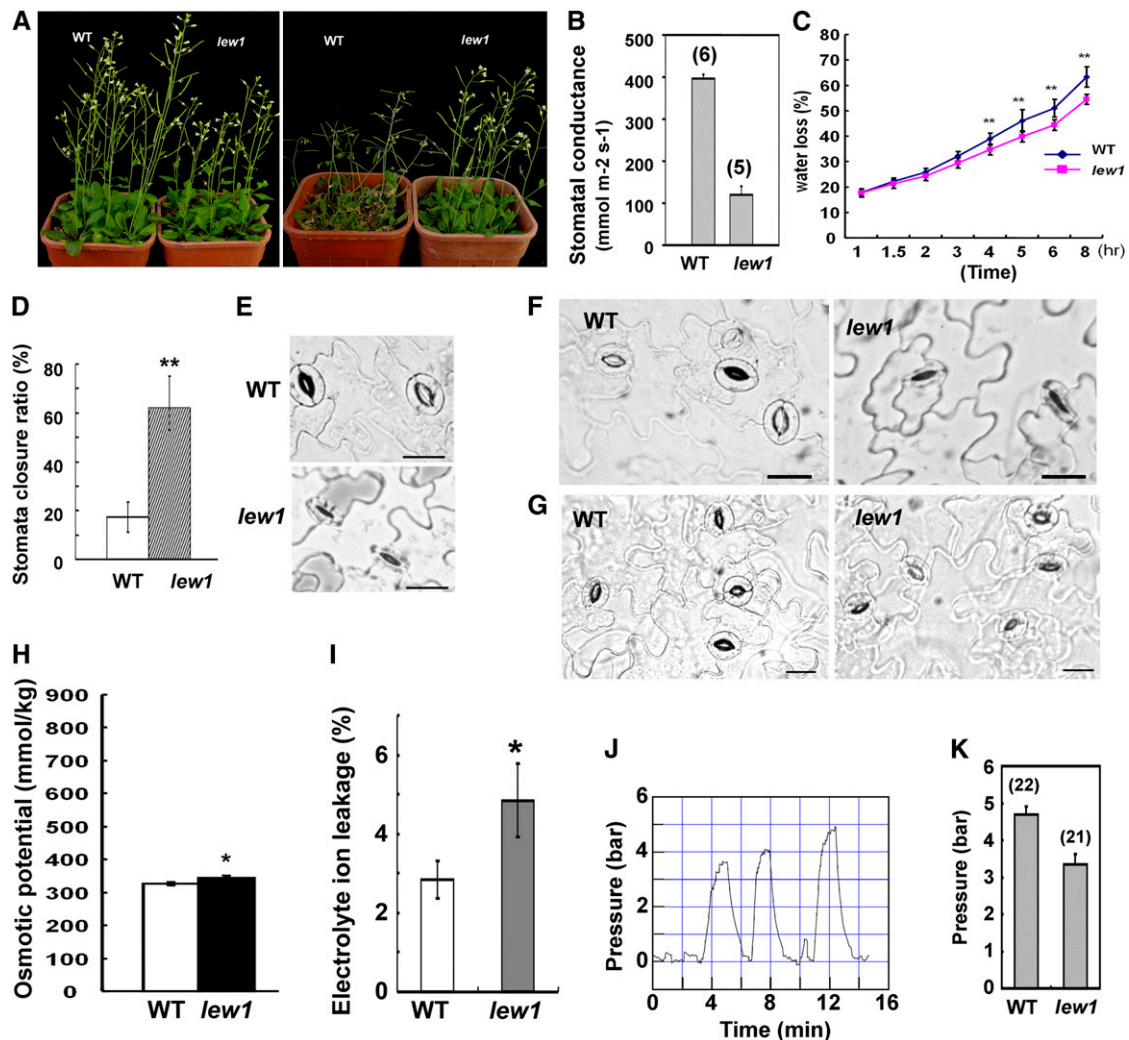 A
WT
lew1
WT
lew1
B
Stomatal conductance
(mmol m-2 s-1)
500
400
300
200
100
0
(6)
(5)
WT
lew1
C
water loss (%)
80
70
60
50
40
30
20
10
**
**
**
**
WT
lew1
1
1.5
2
3
4
5
6
8
(hr)
(Time)
D
Stomata closure ratio (%)
80
60
40
20
0
**
WT
lew1
E
WT
lew1
F
WT
lew1
G
WT
lew1
H
Osmotic potential (mmol/kg)
900
800
700
600
500
400
300
200
100
0
*
WT
lew1
I
Electrolyte ion leakage (%)
6
4
2
0
*
WT
lew1
J
Pressure (bar)
6
4
2
0
0
4
8
12
16
Time (min)
K
Pressure (bar)
6
5
4
3
2
1
0
(22)
(21)
WT
lew1